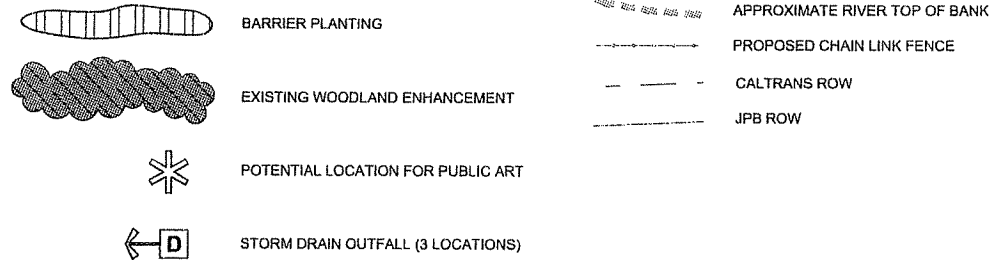 BARRIER PLANTING
EXISTING WOODLAND ENHANCEMENT
POTENTIAL LOCATION FOR PUBLIC ART
D
STORM DRAIN OUTFALL (3 LOCATIONS)
APPROXIMATE RIVER TOP OF BANK
PROPOSED CHAIN LINK FENCE
CALTRANS ROW
JPB ROW